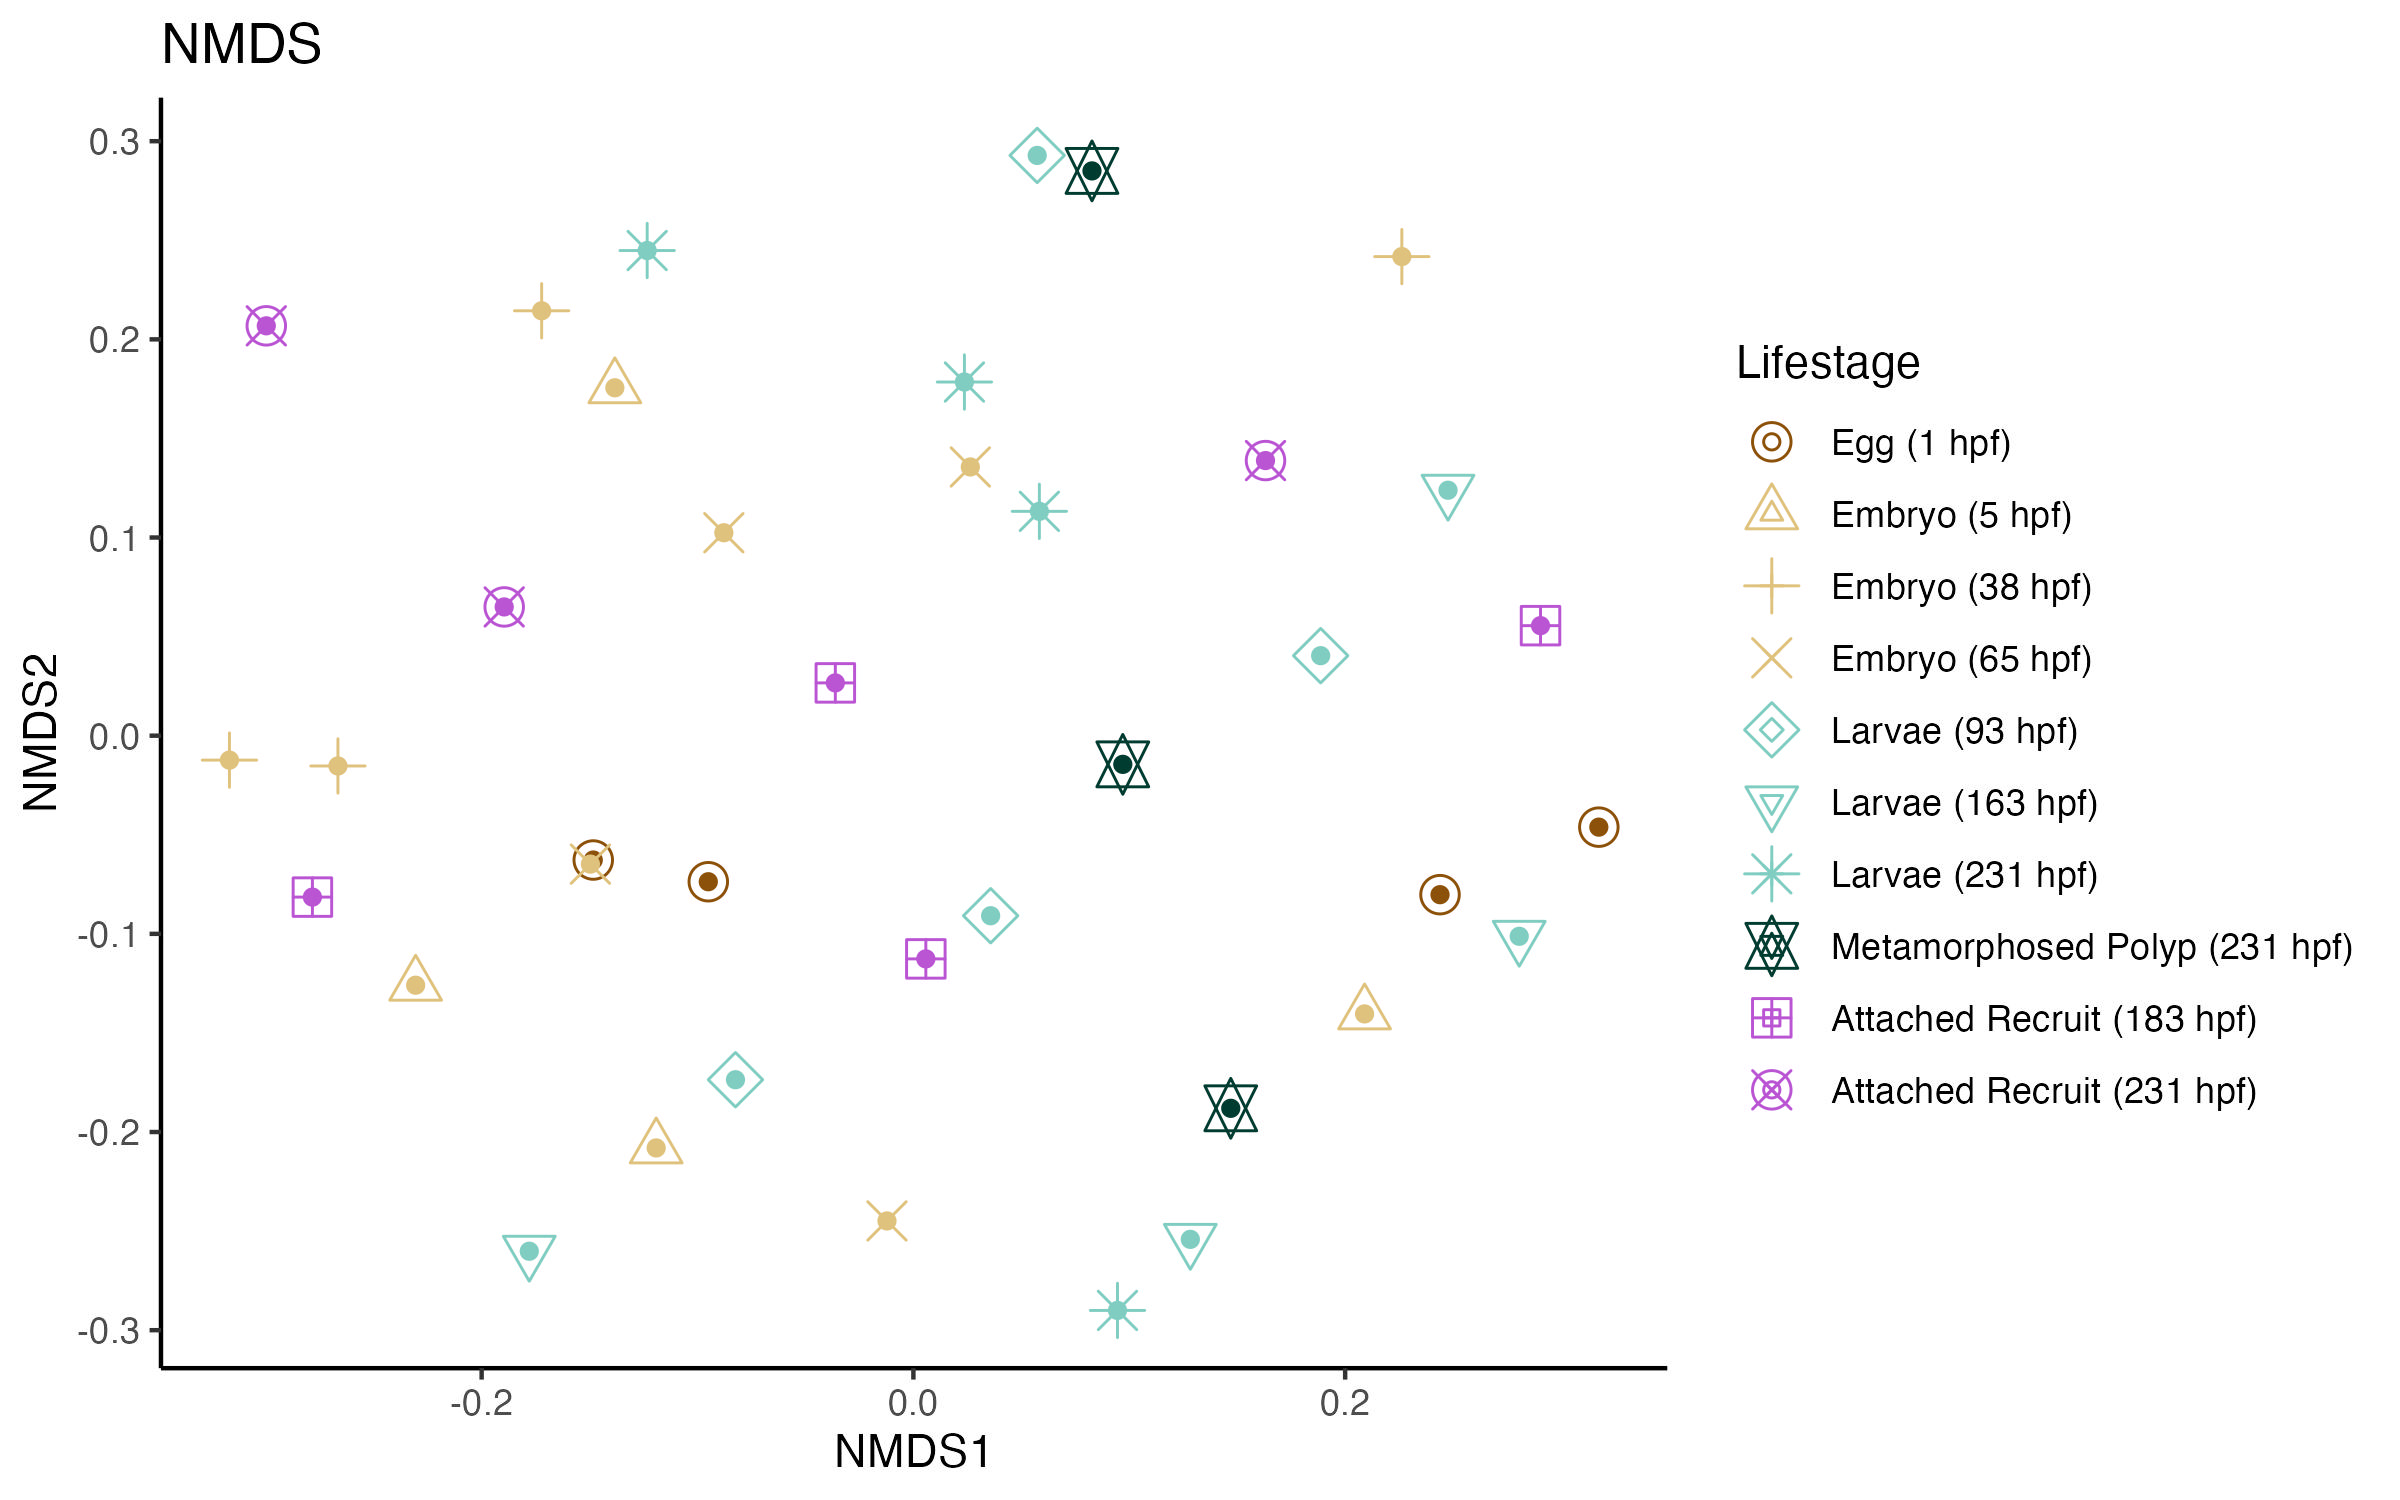 NMDS
0.3
0.2
0.1
0.0
-0.1
-0.2
-0.3
NMDS2
-0.2
0.0
0.2
NMDS1
Lifestage
Egg (1 hpf)
Embryo (5 hpf)
Embryo (38 hpf)
Embryo (65 hpf)
Larvae (93 hpf)
Larvae (163 hpf)
Larvae (231 hpf)
Metamorphosed Polyp (231 hpf)
Attached Recruit (183 hpf)
Attached Recruit (231 hpf)